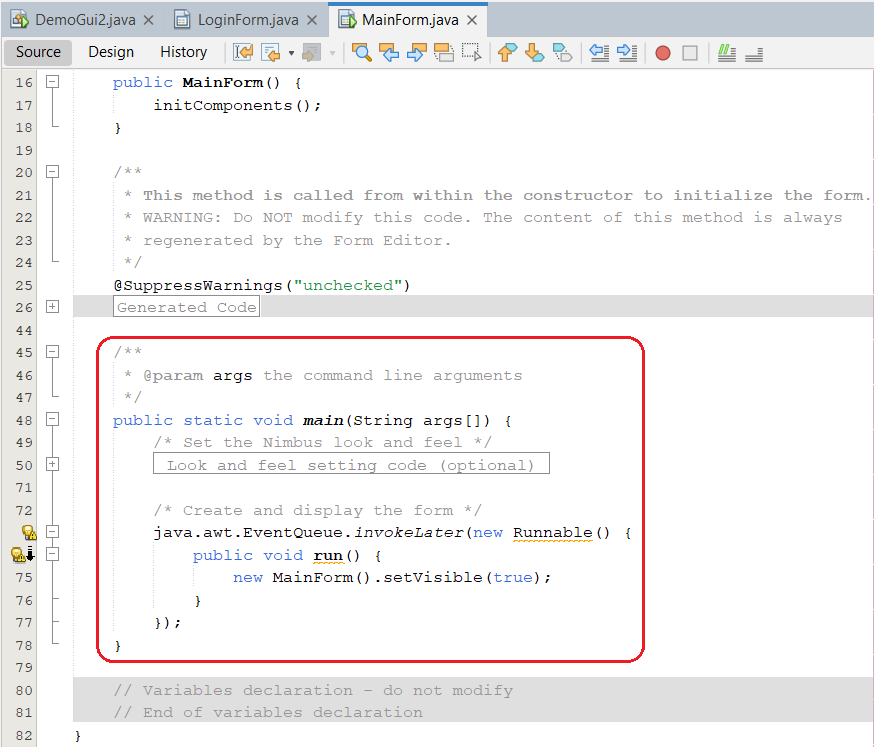 DemoGui2.java × LoginForm.java × MainForm.java ×
Source Design History
16 public MainForm() {
17 initComponents();
18 }
19
20 /**
21 * This method is called from within the constructor to initialize the form.
22 * WARNING: Do NOT modify this code. The content of this method is always
23 * regenerated by the Form Editor.
24 */
25 @SuppressWarnings("unchecked")
26 Generated Code
44
45 /**
46 * @param args the command line arguments
47 */
48 public static void main(String args[]) {
49 /* Set the Nimbus look and feel */
50 Look and feel setting code (optional)
71
72 /* Create and display the form */
java.awt.EventQueue.invokeLater(new Runnable() {
public void run() {
75 new MainForm().setVisible(true);
76 }
77 });
78 }
79
80 // Variables declaration - do not modify
81 // End of variables declaration
82 }